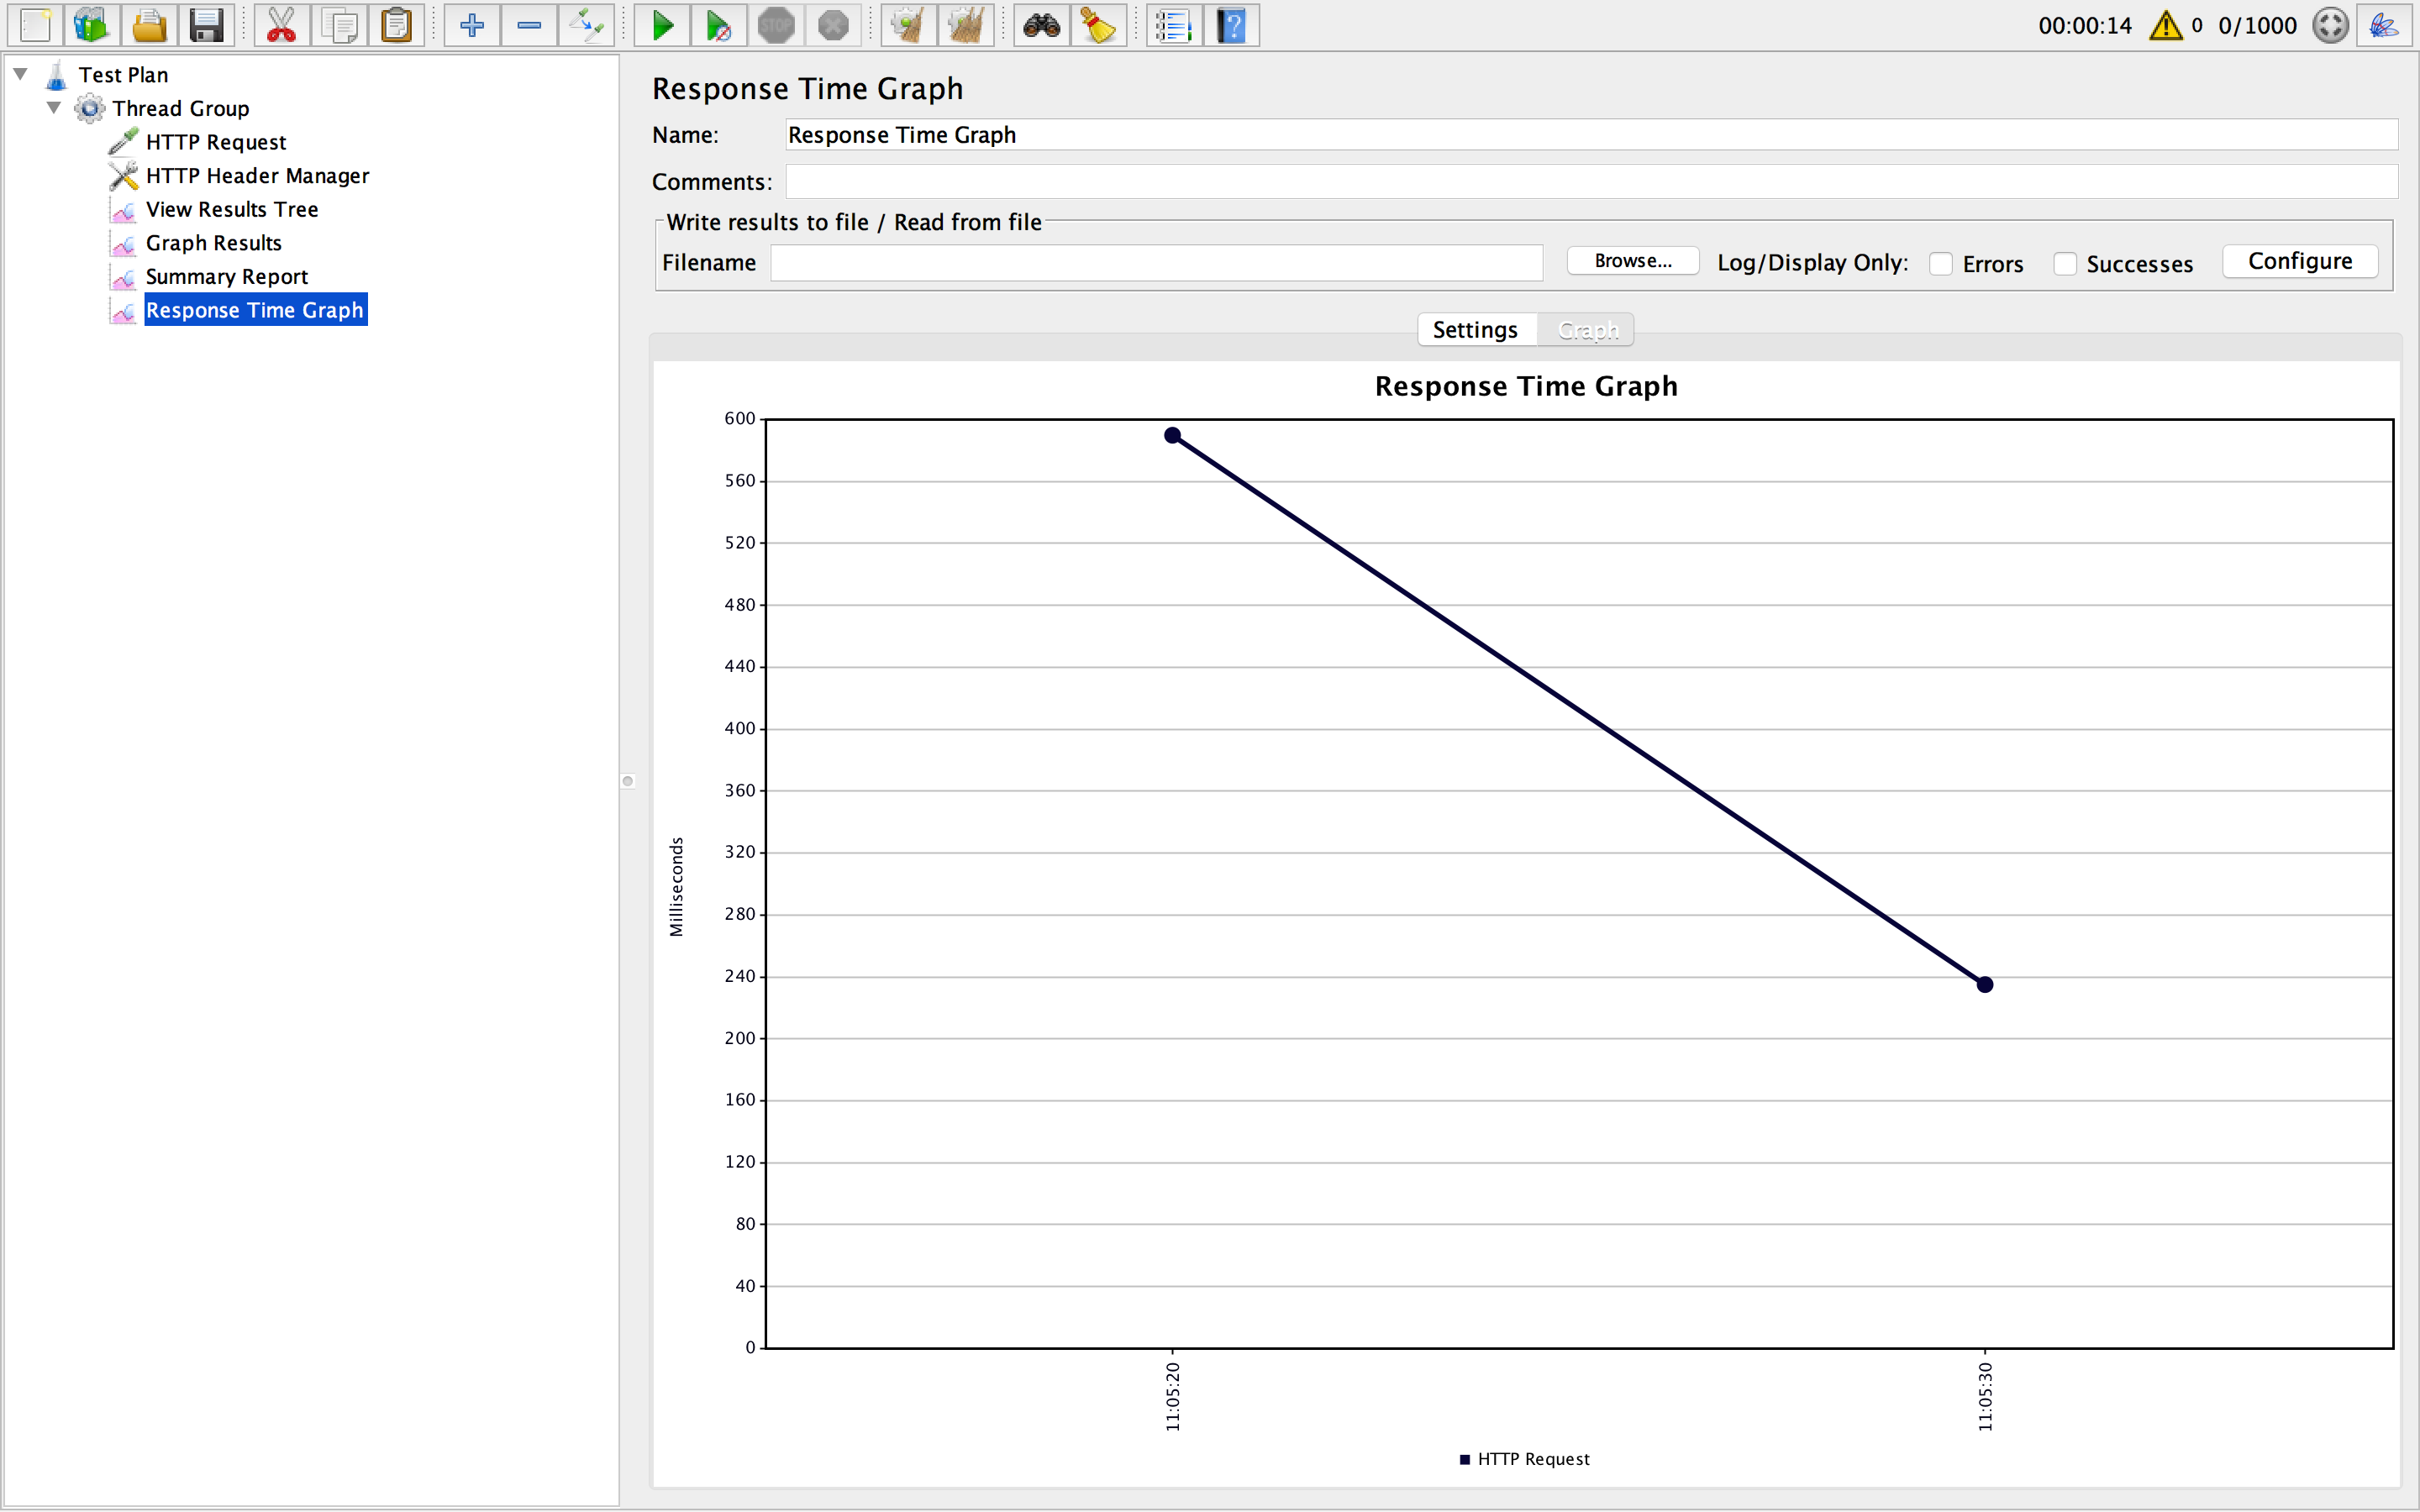 STOP
00:00:14 0 0/1000
Test Plan
Thread Group
HTTP Request
HTTP Header Manager
View Results Tree
Graph Results
Summary Report
Response Time Graph
Response Time Graph
Name: Response Time Graph
Comments:
Write results to file / Read from file
Filename Browse... Log/Display Only: Errors Successes Configure
Settings Graph
Response Time Graph
600
560
520
480
440
400
360
320
280
240
200
160
120
80
40
0
Milliseconds
11:05:20
11:05:30
HTTP Request